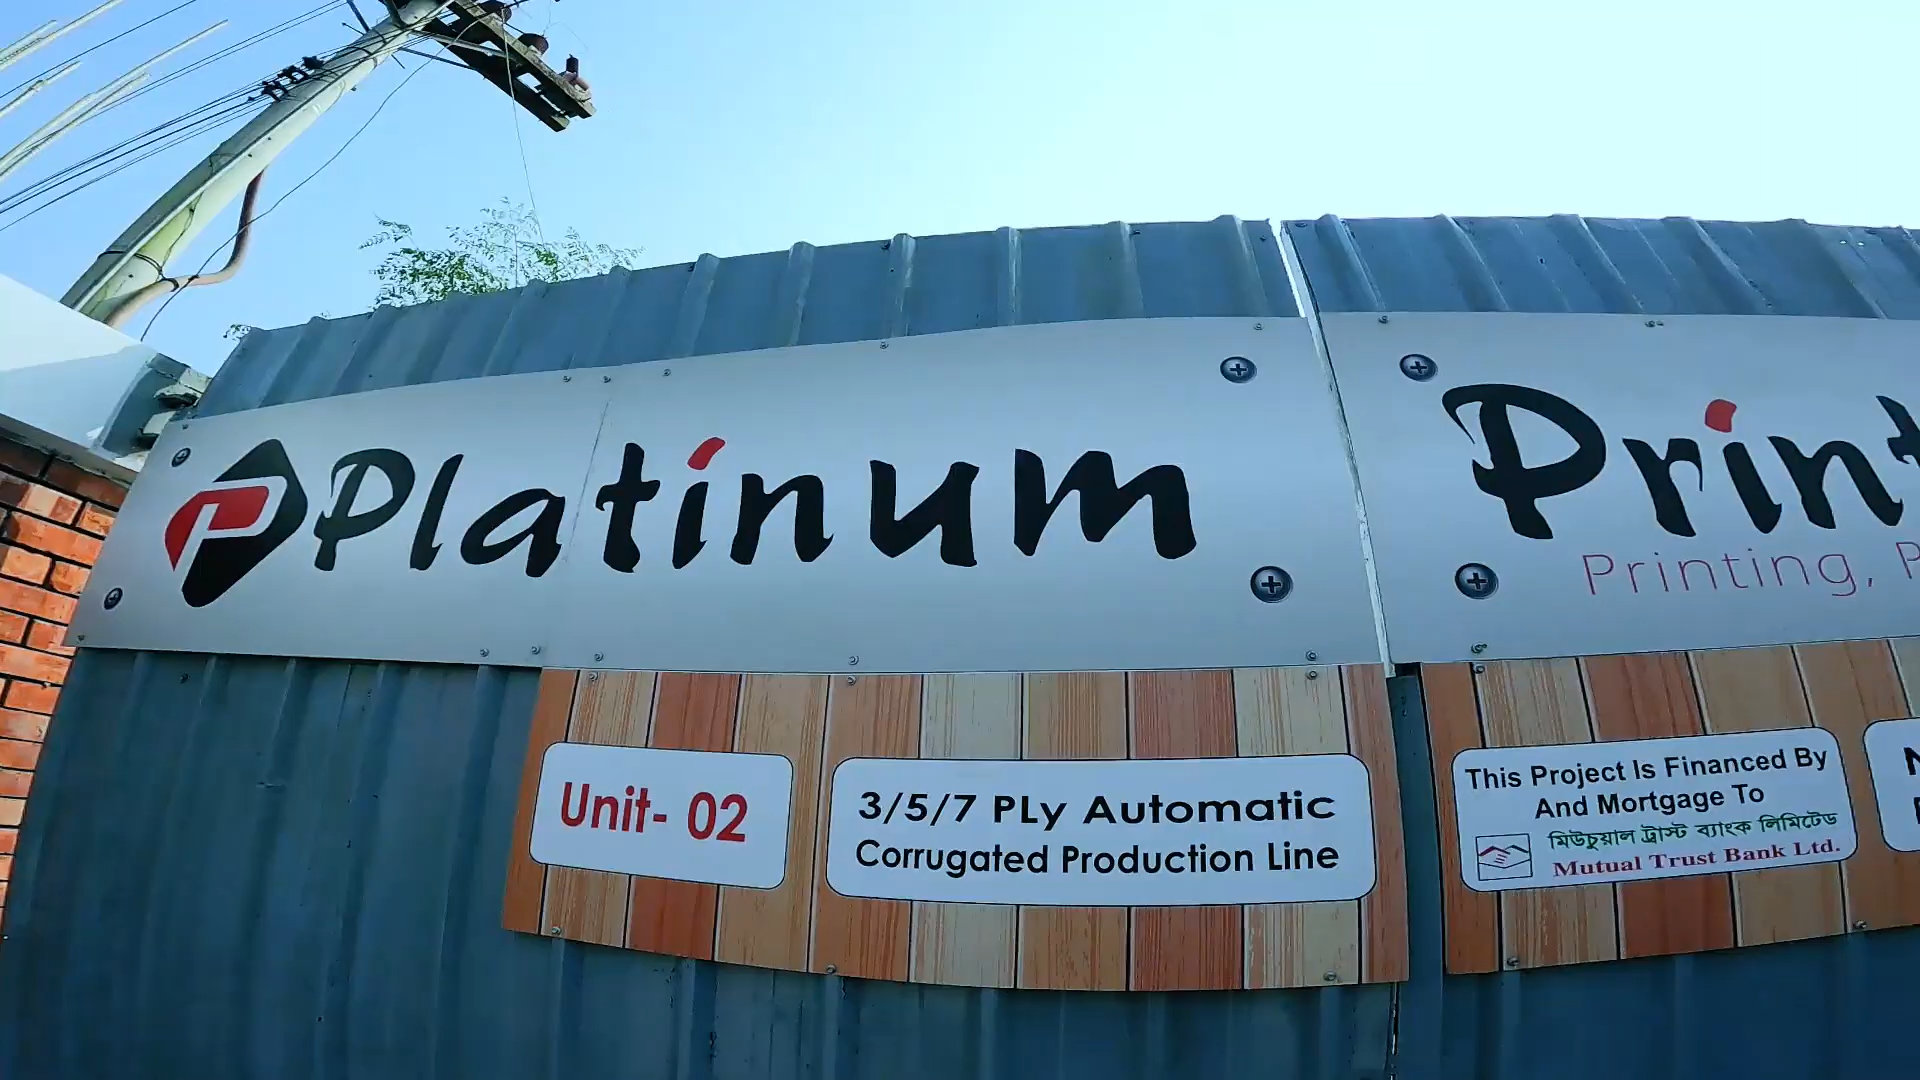 Platinum
Printing, 
Unit- 02
3/5/7 PLy Automatic
Corrugated Production Line
This Project Is Financed By
And Mortgage To
মিউচুয়াল ট্রাস্ট ব্যাংক লিমিটেড
Mutual Trust Bank Ltd.